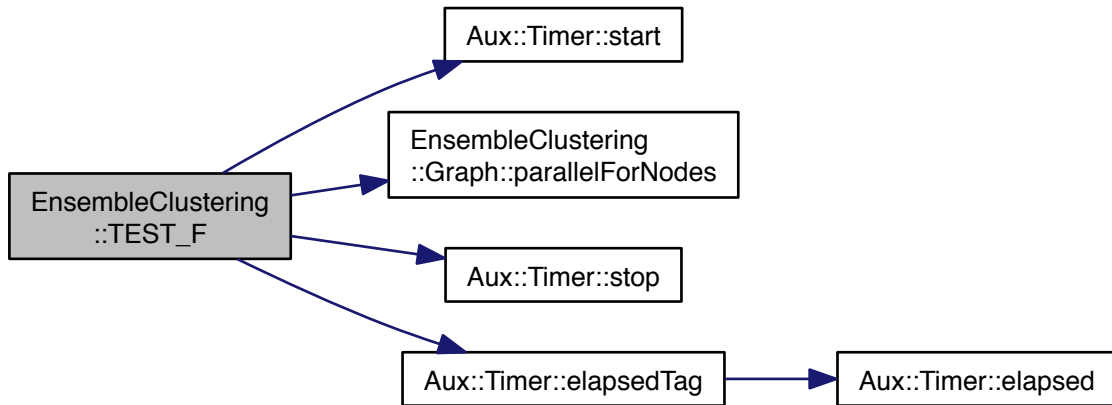 Aux::Timer::start
EnsembleClustering
::Graph::parallelForNodes
EnsembleClustering
::TEST_F
Aux::Timer::stop
Aux::Timer::elapsedTag
Aux::Timer::elapsed